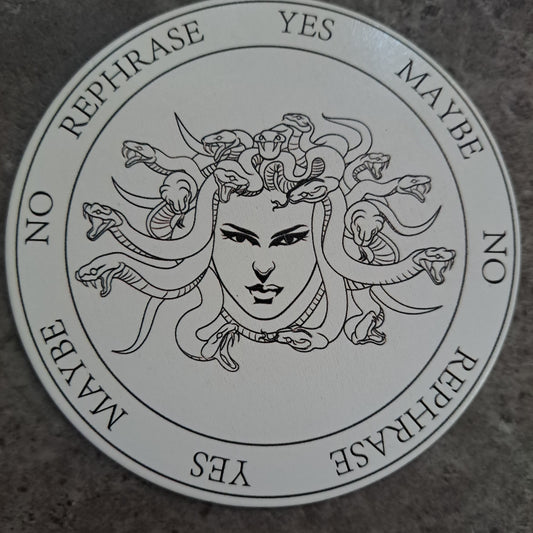 YES
MAYBE
NO
REPHRASE
YES
MAYBE
NO
REPHRASE